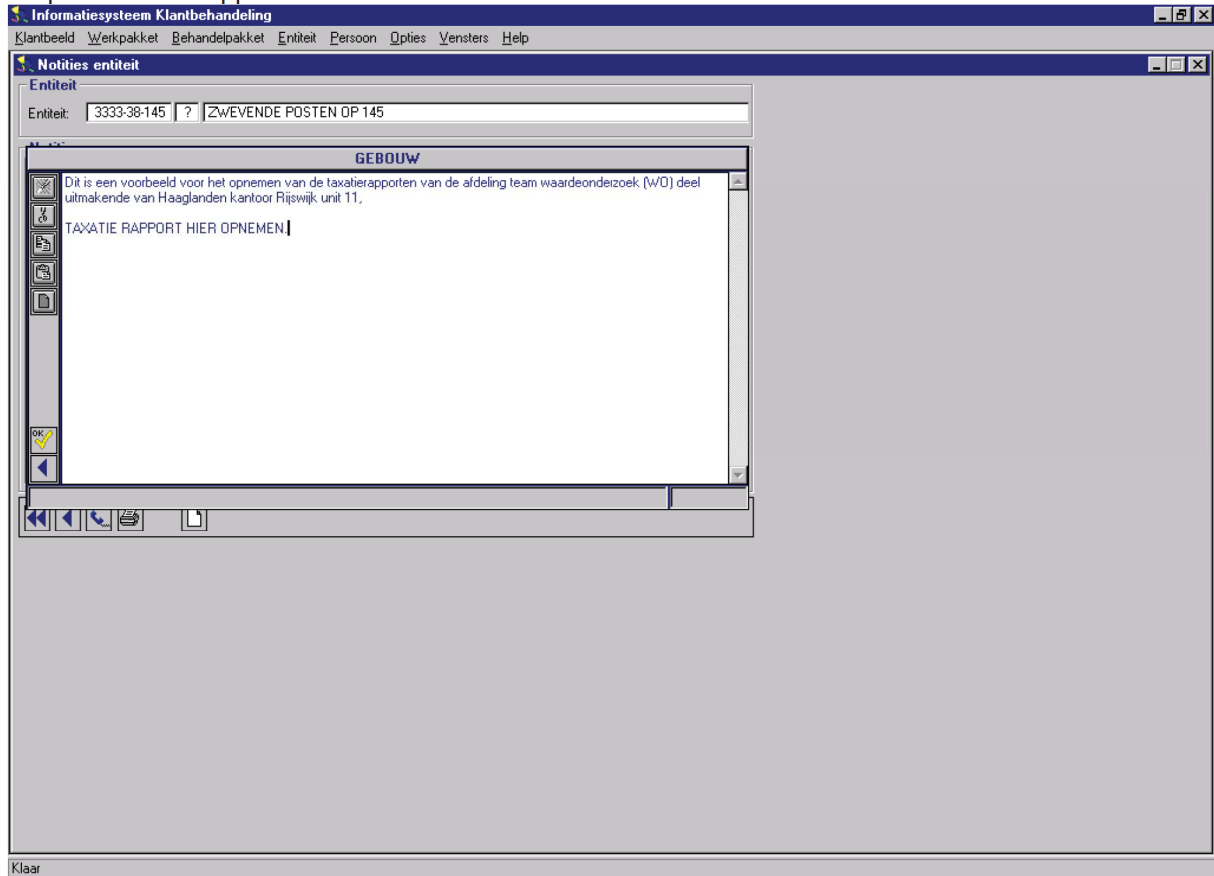 Informatiesysteem Klantbehandeling
Klantbeeld Werkpakket Behandelpakket Entiteit Persoon Opties Vensters Help
Notities entiteit
Entiteit
Entiteit: 3333-38-145 ? ZWEVENDE POSTEN OP 145
GEBOUW
Dit is een voorbeeld voor het opnemen van de taxatierapporten van de afdeling team waardeonderzoek (WO) deel
uitmakende van Haaglanden kantoor Rijswijk unit 11,
TAXATIE RAPPORT HIER OPNEMEN.
OK
Klaar